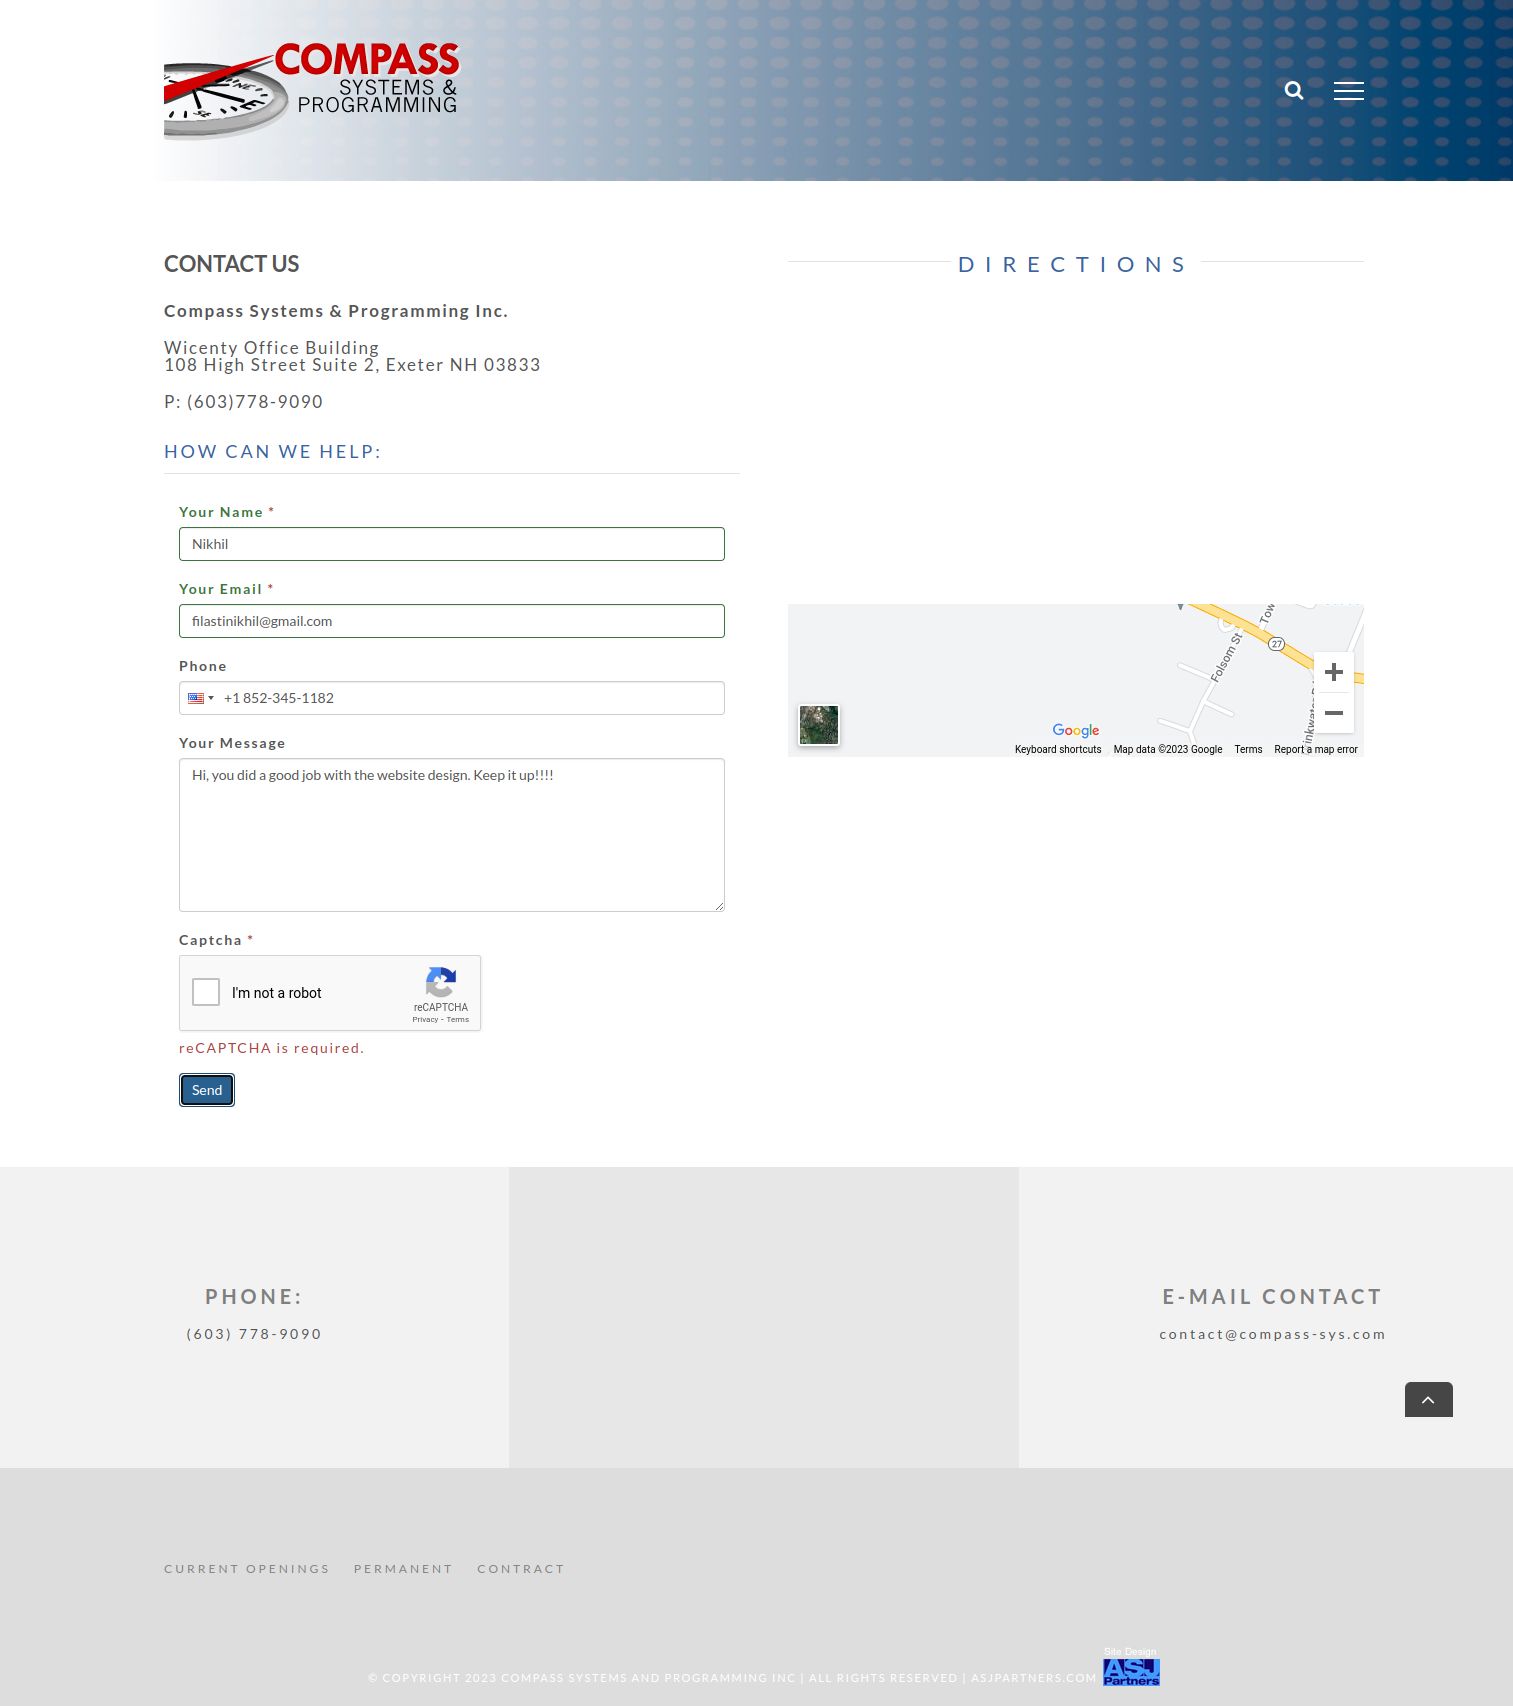 COMPASS
SYSTEMS &
PROGRAMMING
CONTACT US
Compass Systems & Programming Inc.
Wicenty Office Building
108 High Street Suite 2, Exeter NH 03833
P: (603)778-9090
HOW CAN WE HELP:
Your Name *
Nikhil
Your Email *
filastinikhil@gmail.com
Phone
+1 852-345-1182
Your Message
Hi, you did a good job with the website design. Keep it up!!!!
Captcha *
I'm not a robot
reCAPTCHA
Privacy - Terms
reCAPTCHA is required.
Send
DIRECTIONS
Folsom St
27
Google
Keyboard shortcuts Map data ©2023 Google Terms Report a map error
PHONE:
(603) 778-9090
E-MAIL CONTACT
contact@compass-sys.com
CURRENT OPENINGS PERMANENT CONTRACT
Site Design
© COPYRIGHT 2023 COMPASS SYSTEMS AND PROGRAMMING INC | ALL RIGHTS RESERVED | ASJPARTNERS.COM
ASJ
Partners